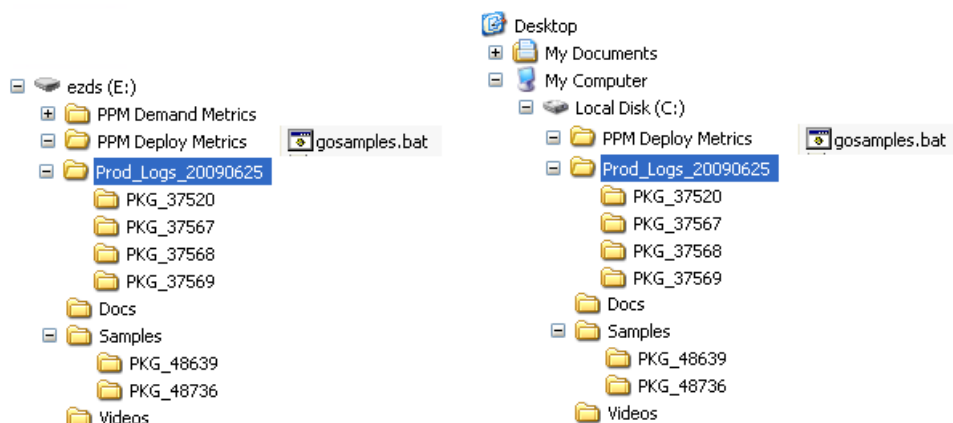 ezds (E:)
PPM Demand Metrics
PPM Deploy Metrics
gosamples.bat
Prod_Logs_20090625
PKG_37520
PKG_37567
PKG_37568
PKG_37569
Docs
Samples
PKG_48639
PKG_48736
Videos
Desktop
My Documents
My Computer
Local Disk (C:)
PPM Deploy Metrics
gosamples.bat
Prod_Logs_20090625
PKG_37520
PKG_37567
PKG_37568
PKG_37569
Docs
Samples
PKG_48639
PKG_48736
Videos